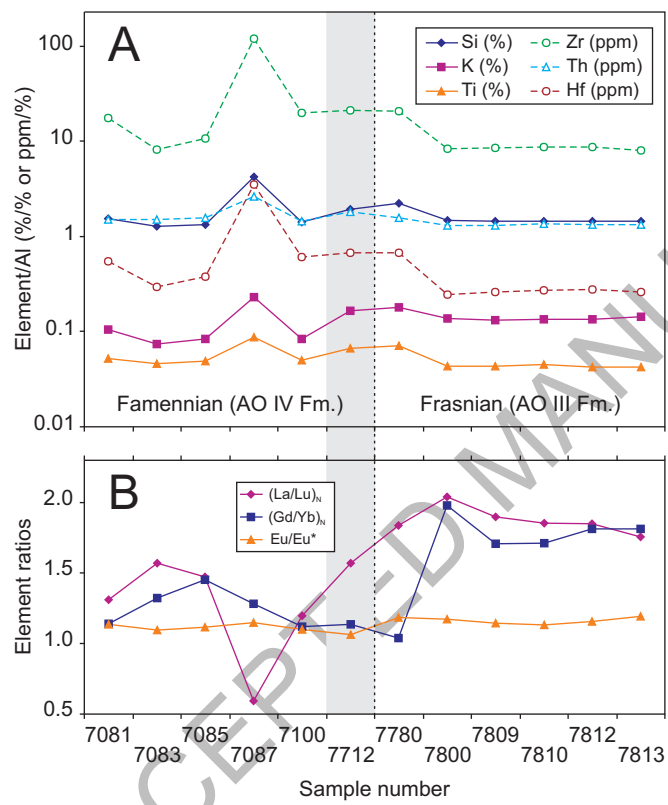 A
Si (%)
K (%)
Ti (%)
Zr (ppm)
Th (ppm)
Hf (ppm)
100
10
1
0.1
0.01
Element/Al (%/% or ppm/%)
Famennian (AO IV Fm.)
Frasnian (AO III Fm.)
B
(La/Lu)N
(Gd/Yb)N
Eu/Eu*
2.0
1.5
1.0
0.5
Element ratios
7081 7085 7100 7780 7809 7812
7083 7087 7712 7800 7810 7813
Sample number
CEPTED MANU